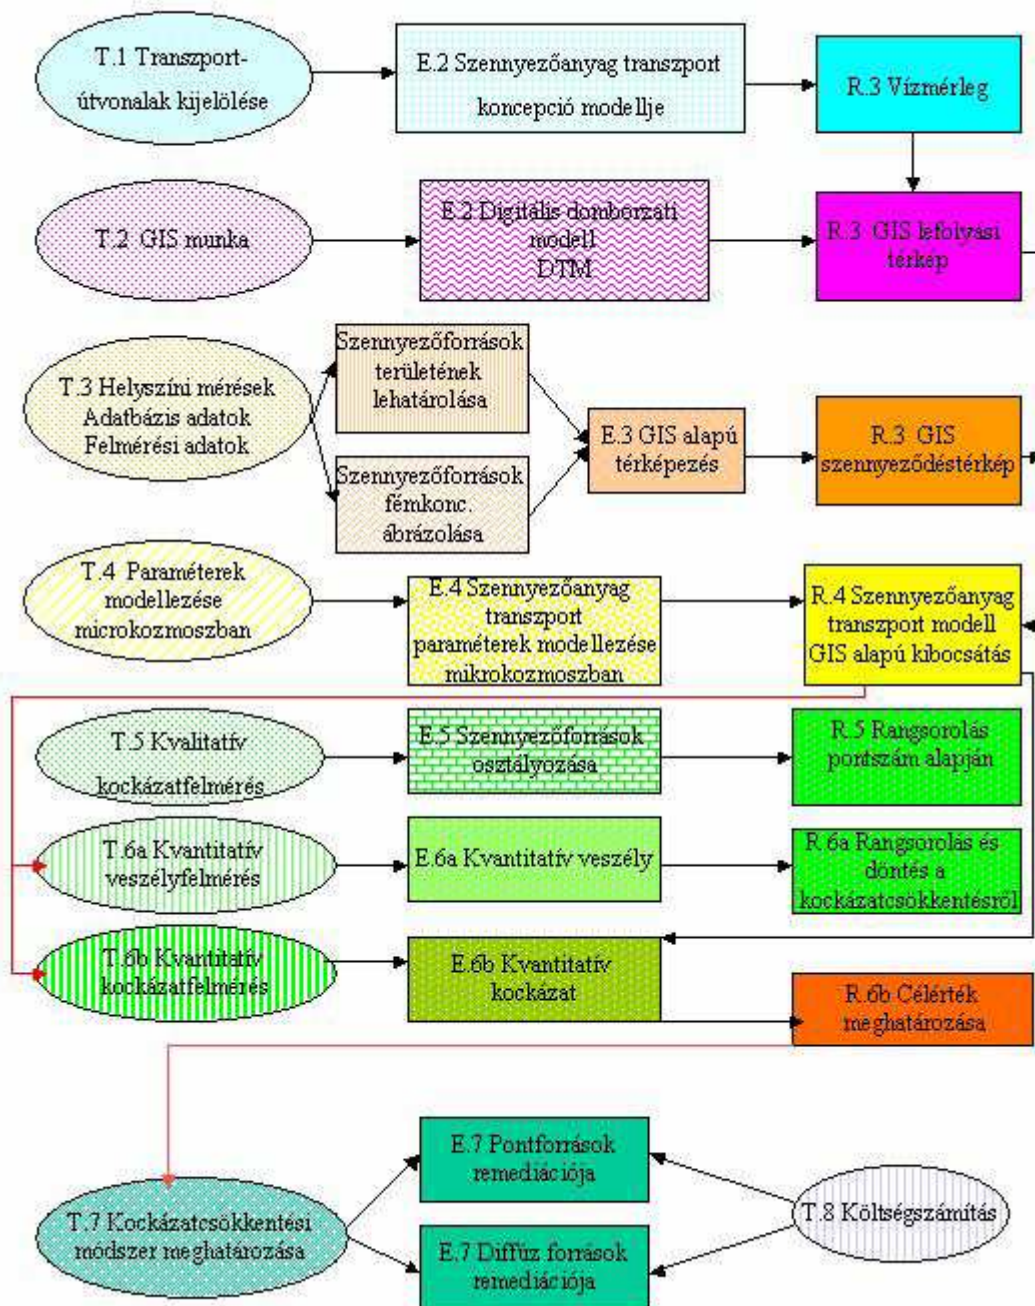 T.1 Transzport-
útvonalak kijelölése
E.2 Szennyezőanyag transzport
koncepció modellje
R.3 Vízmérleg
T.2 GIS munka
E.2 Digitális domborzati
modell
DTM
R.3 GIS lefolyási
térkép
T.3 Helyszíni mérések
Adatbázis adatok
Felmérési adatok
Szennyezőforrások
területének
lehatárolása
Szennyezőforrások
fémkonc.
ábrázolása
E.3 GIS alapú
térképezés
R.3 GIS
szennyeződéstérkép
T.4 Paraméterek
modellezése
microkozmoszban
E.4 Szennyezőanyag
transzport
paraméterek modellezése
mikrokozmoszban
R.4 Szennyezőanyag
transzport modell
GIS alapú kibocsátás
T.5 Kvalitatív
kockázatfelmérés
E.5 Szennyezőforrások
osztályozása
R.5 Rangsorolás
pontszám alapján
T.6a Kvantitatív
veszélyfelmérés
E.6a Kvantitatív veszély
R.6a Rangsorolás és
döntés a
kockázatcsökkentésről
T.6b Kvantitatív
kockázatfelmérés
E.6b Kvantitatív
kockázat
R.6b Célérték
meghatározása
E.7 Pontforrások
remediációja
T.7 Kockázatcsökkentési
módszer meghatározása
T.8 Költségszámítás
E.7 Diffúz források
remediációja